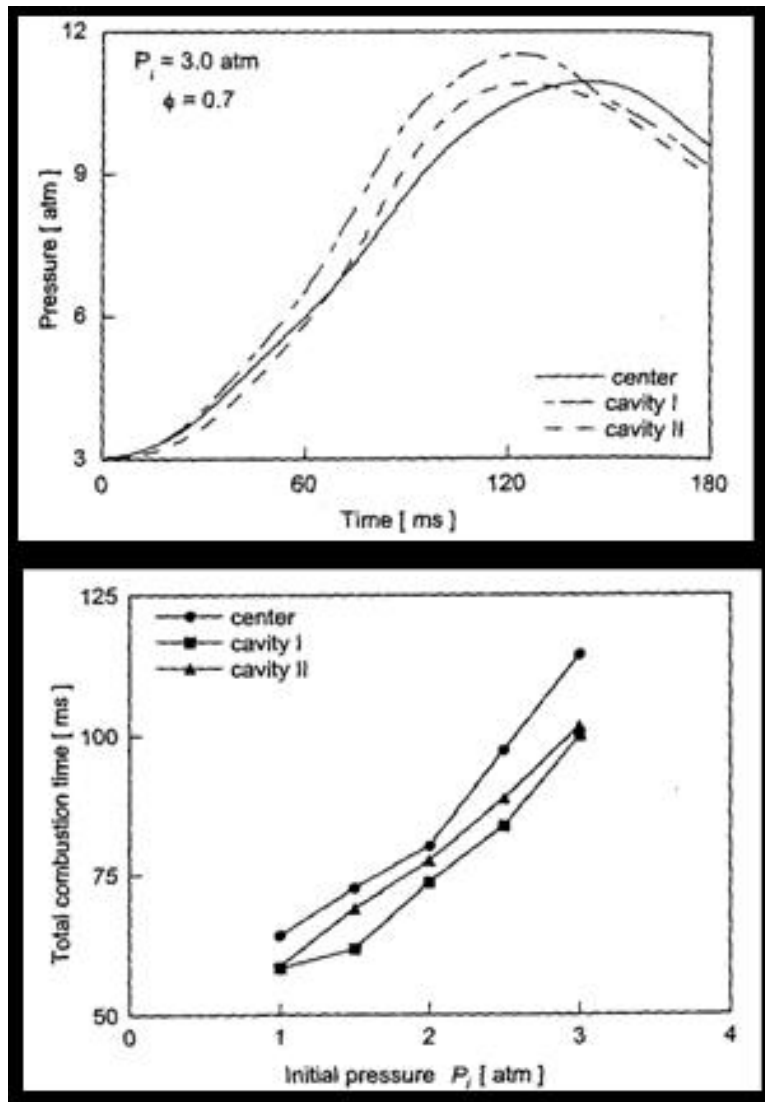 12
P_i = 3.0 atm
ϕ = 0.7
9
Pressure [ atm ]
6
center
cavity I
cavity II
3
0
60
120
180
Time [ ms ]
125
center
cavity I
cavity II
Total combustion time [ ms ]
100
75
50
0
1
2
3
4
Initial pressure P_i [ atm ]